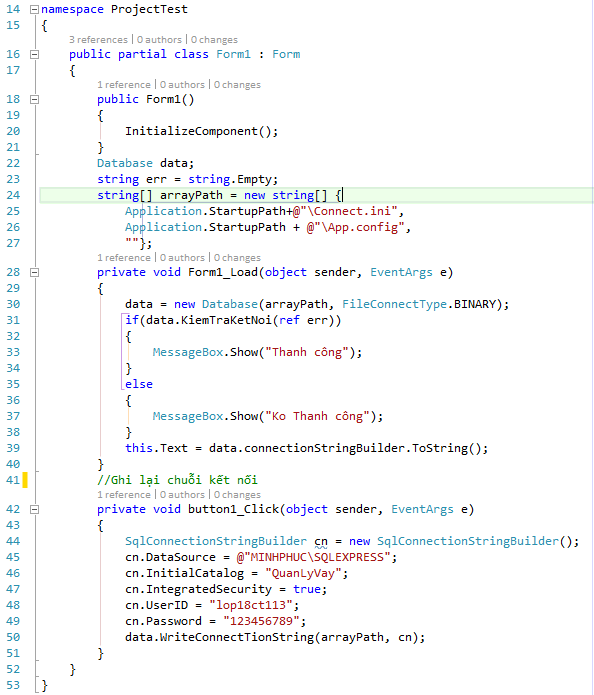 14 namespace ProjectTest
15 {
3 references | 0 authors | 0 changes
16 public partial class Form1 : Form
17 {
1 reference | 0 authors | 0 changes
18 public Form1()
19 {
20 InitializeComponent();
21 }
22 Database data;
23 string err = string.Empty;
24 string[] arrayPath = new string[] {
25 Application.StartupPath+@"\Connect.ini",
26 Application.StartupPath + @"\App.config",
27 ""};
1 reference | 0 authors | 0 changes
28 private void Form1_Load(object sender, EventArgs e)
29 {
30 data = new Database(arrayPath, FileConnectType.BINARY);
31 if(data.KiemTraKetNoi(ref err))
32 {
33 MessageBox.Show("Thanh công");
34 }
35 else
36 {
37 MessageBox.Show("Ko Thanh công");
38 }
39 this.Text = data.connectionStringBuilder.ToString();
40 }
41 //Ghi lại chuỗi kết nối
1 reference | 0 authors | 0 changes
42 private void button1_Click(object sender, EventArgs e)
43 {
44 SqlConnectionStringBuilder cn = new SqlConnectionStringBuilder();
45 cn.DataSource = @"MINHPHUC\SQLEXPRESS";
46 cn.InitialCatalog = "QuanLyVay";
47 cn.IntegratedSecurity = true;
48 cn.UserID = "lop18ct113";
49 cn.Password = "123456789";
50 data.WriteConnectTionString(arrayPath, cn);
51 }
52 }
53 }